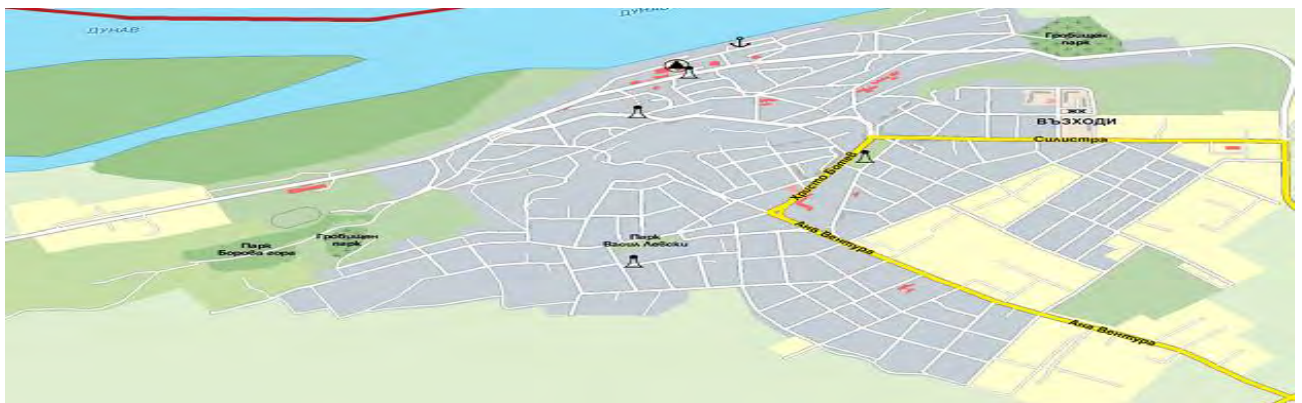 ДУНАВ
ДУНАВ
Гробищен
парк
жк
ВЪЗХОДИ
Силистра
Христо Ботев
Ана Вентура
Парк
Васил Левски
Гробищен
парк
Парк
Борова гора
Ана Вентура